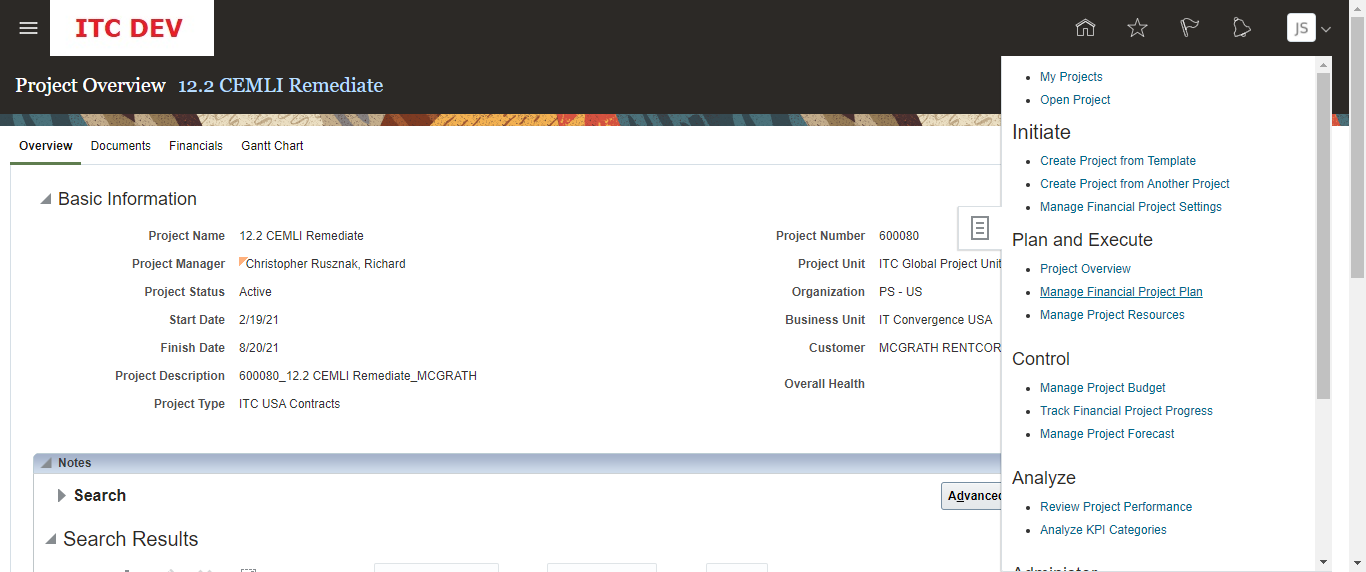 ITC DEV
JS
Project Overview 12.2 CEMLI Remediate
Overview Documents Financials Gantt Chart
Basic Information
Project Name 12.2 CEMLI Remediate
Project Manager Christopher Rusznak, Richard
Project Status Active
Start Date 2/19/21
Finish Date 8/20/21
Project Description 600080_12.2 CEMLI Remediate_MCGRATH
Project Type ITC USA Contracts
Project Number 600080
Project Unit ITC Global Project Unit
Organization PS - US
Business Unit IT Convergence USA
Customer MCGRATH RENTCOR
Overall Health
Notes
Search
Advanced
Search Results
My Projects
Open Project
Initiate
Create Project from Template
Create Project from Another Project
Manage Financial Project Settings
Plan and Execute
Project Overview
Manage Financial Project Plan
Manage Project Resources
Control
Manage Project Budget
Track Financial Project Progress
Manage Project Forecast
Analyze
Review Project Performance
Analyze KPI Categories